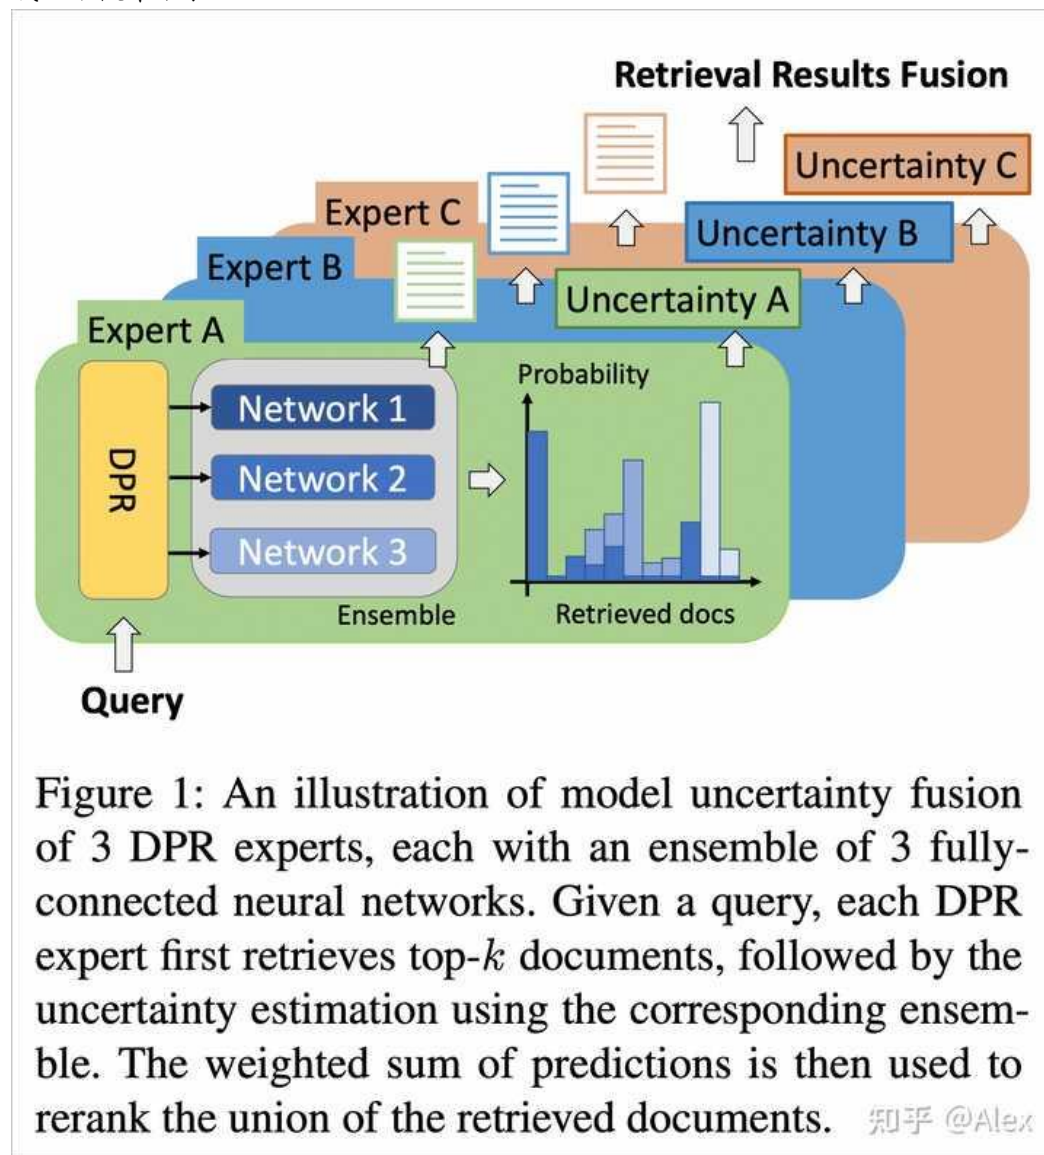 Retrieval Results Fusion
Uncertainty C
Expert C
Uncertainty B
Expert B
Uncertainty A
Expert A
Probability
DPR
Network 1
Network 2
Network 3
Ensemble
Retrieved docs
Query
Figure 1: An illustration of model uncertainty fusion
of 3 DPR experts, each with an ensemble of 3 fully-
connected neural networks. Given a query, each DPR
expert first retrieves top-k documents, followed by the
uncertainty estimation using the corresponding ensem-
ble. The weighted sum of predictions is then used to
rerank the union of the retrieved documents.
知乎 @Alex